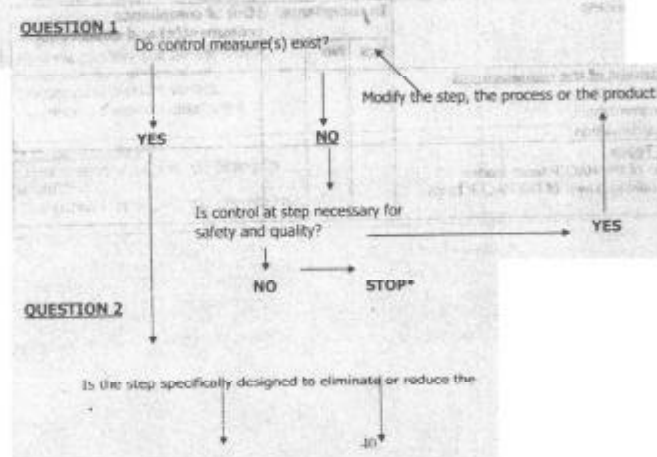 QUESTION 1
Do control measure(s) exist?
Modify the step, the process or the product
YES
NO
Is control at step necessary for
safety and quality?
YES
NO
STOP*
QUESTION 2
Is the step specifically designed to eliminate or reduce the
40